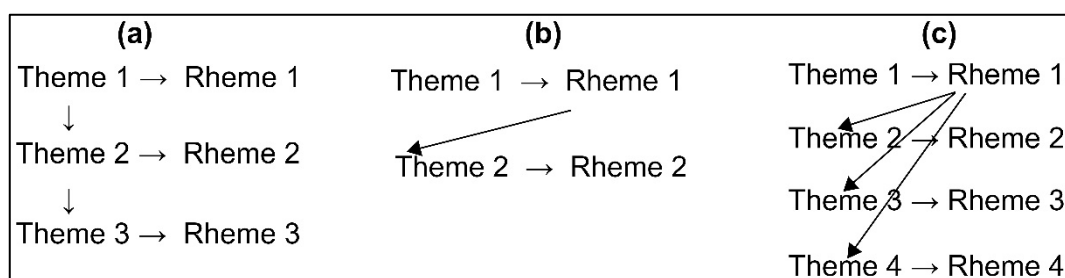 (a)
Theme 1 → Rheme 1
↓
Theme 2 → Rheme 2
↓
Theme 3 → Rheme 3
(b)
Theme 1 → Rheme 1
Theme 2 → Rheme 2
(c)
Theme 1 → Rheme 1
Theme 2 → Rheme 2
Theme 3 → Rheme 3
Theme 4 → Rheme 4